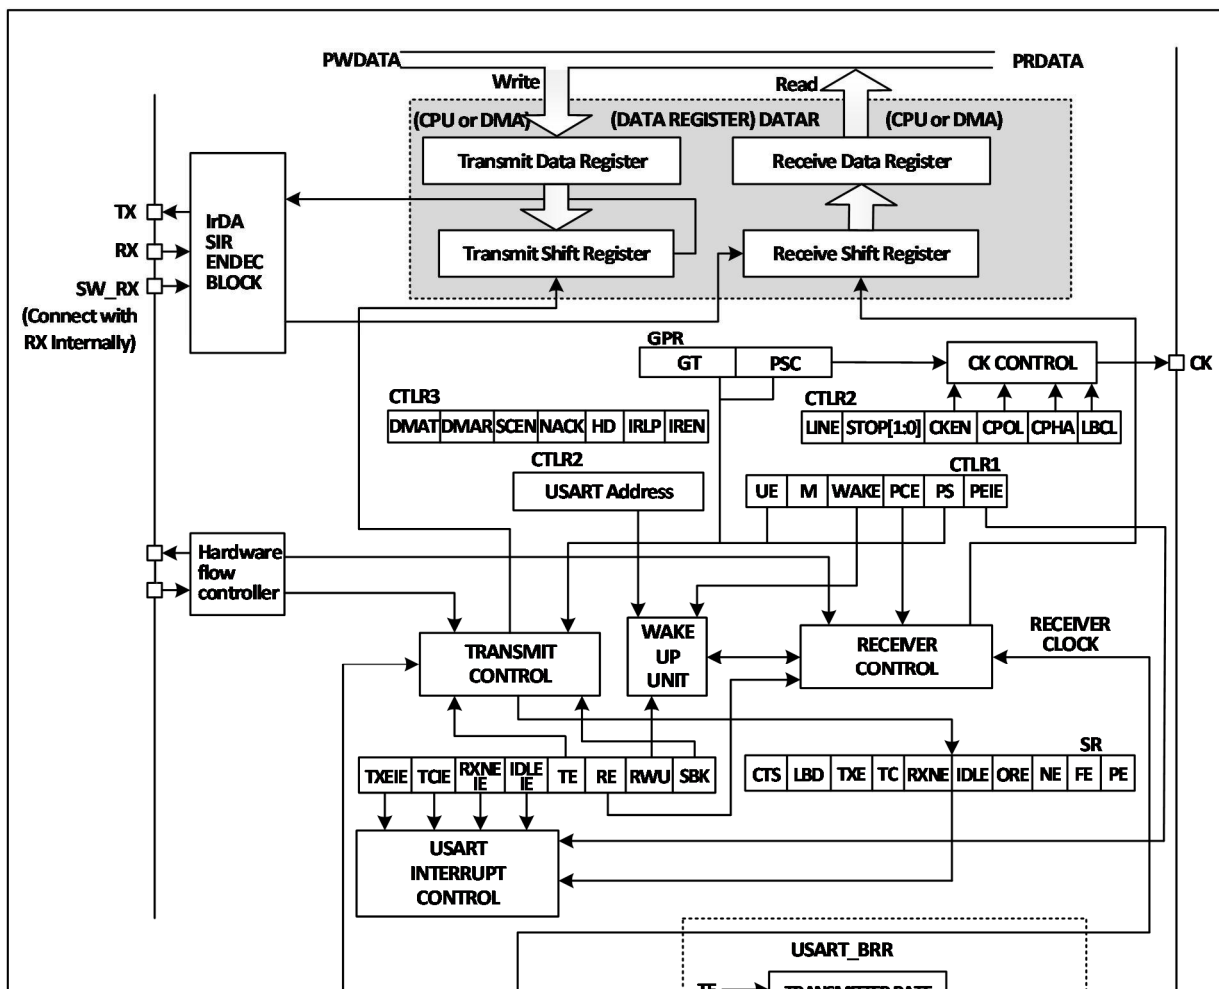 PWDATA
PRDATA
Write
Read
(CPU or DMA)
(DATA REGISTER) DATAR
(CPU or DMA)
Transmit Data Register
Receive Data Register
TX
RX
SW_RX
(Connect with
RX Internally)
IrDA
SIR
ENDEC
BLOCK
Transmit Shift Register
Receive Shift Register
GPR
GT
PSC
CK CONTROL
CK
CTLR3
DMAT
DMAR
SCEN
NACK
HD
IRLP
IREN
CTLR2
LINE
STOP[1:0]
CKEN
CPOL
CPHA
LBCL
CTLR2
USART Address
CTLR1
UE
M
WAKE
PCE
PS
PEIE
Hardware
flow
controller
TRANSMIT
CONTROL
WAKE
UP
UNIT
RECEIVER
CONTROL
RECEIVER
CLOCK
TXEIE
TCIE
RXNE
IE
IDLE
IE
TE
RE
RWU
SBK
SR
CTS
LBD
TXE
TC
RXNE
IDLE
ORE
NE
FE
PE
USART
INTERRUPT
CONTROL
USART_BRR
TE
TRANSMITTER RATE